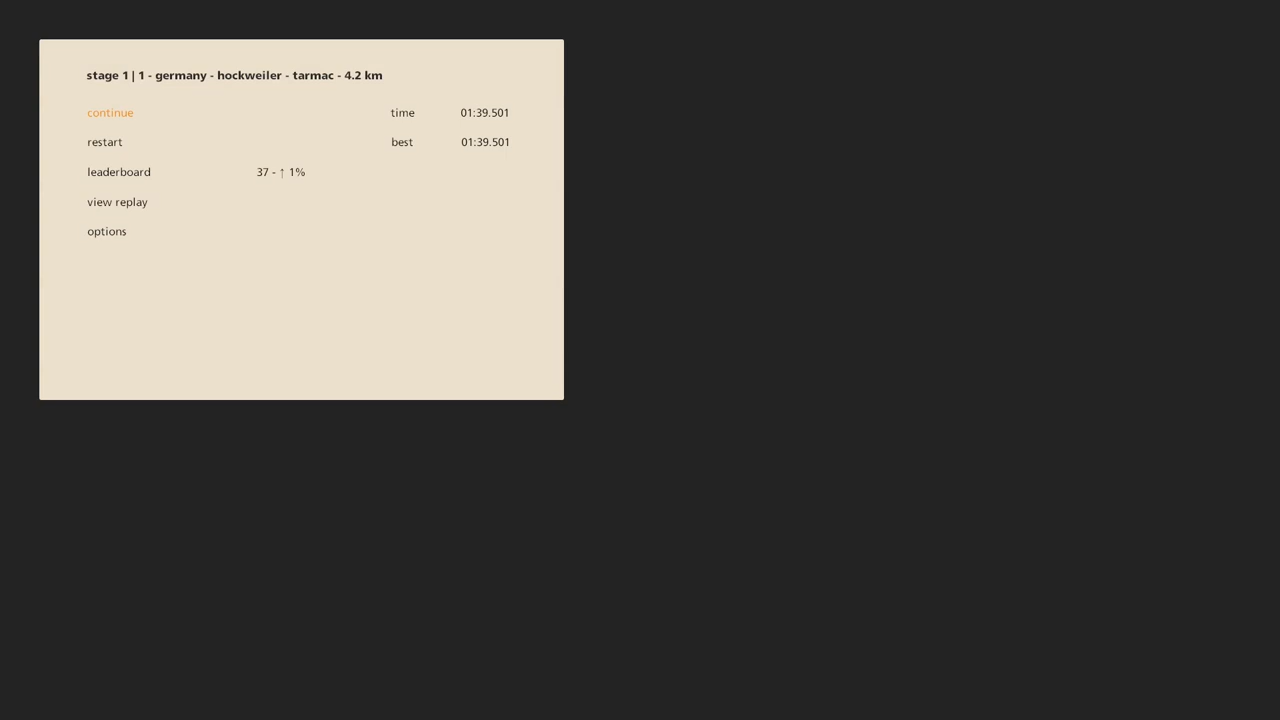 stage 1 | 1 - germany - hockweiler - tarmac - 4.2 km
continue time 01:39.501
restart best 01:39.501
leaderboard 37 - ↑ 1%
view replay
options